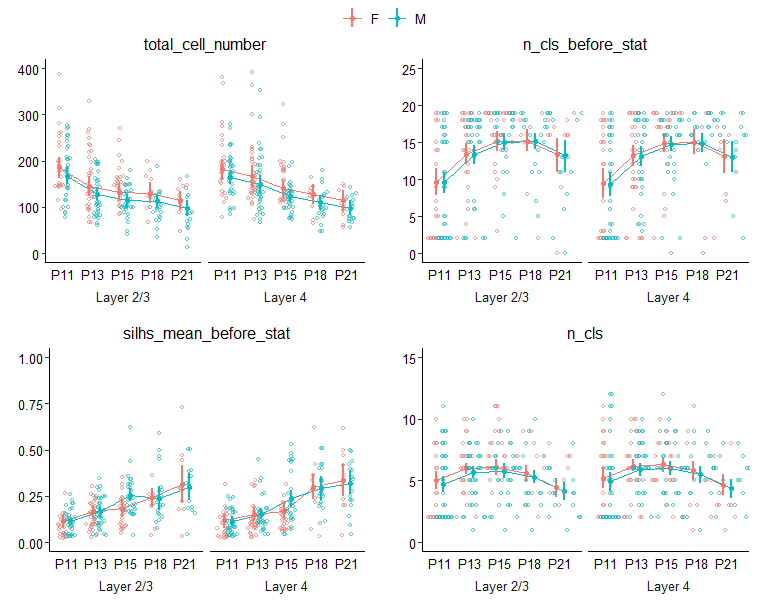 F M
total_cell_number
400
300
200
100
0
P11 P13 P15 P18 P21 P11 P13 P15 P18 P21
Layer 2/3 Layer 4
n_cls_before_stat
25
20
15
10
5
0
P11 P13 P15 P18 P21 P11 P13 P15 P18 P21
Layer 2/3 Layer 4
silhs_mean_before_stat
1.00
0.75
0.50
0.25
0.00
P11 P13 P15 P18 P21 P11 P13 P15 P18 P21
Layer 2/3 Layer 4
n_cls
15
10
5
0
P11 P13 P15 P18 P21 P11 P13 P15 P18 P21
Layer 2/3 Layer 4